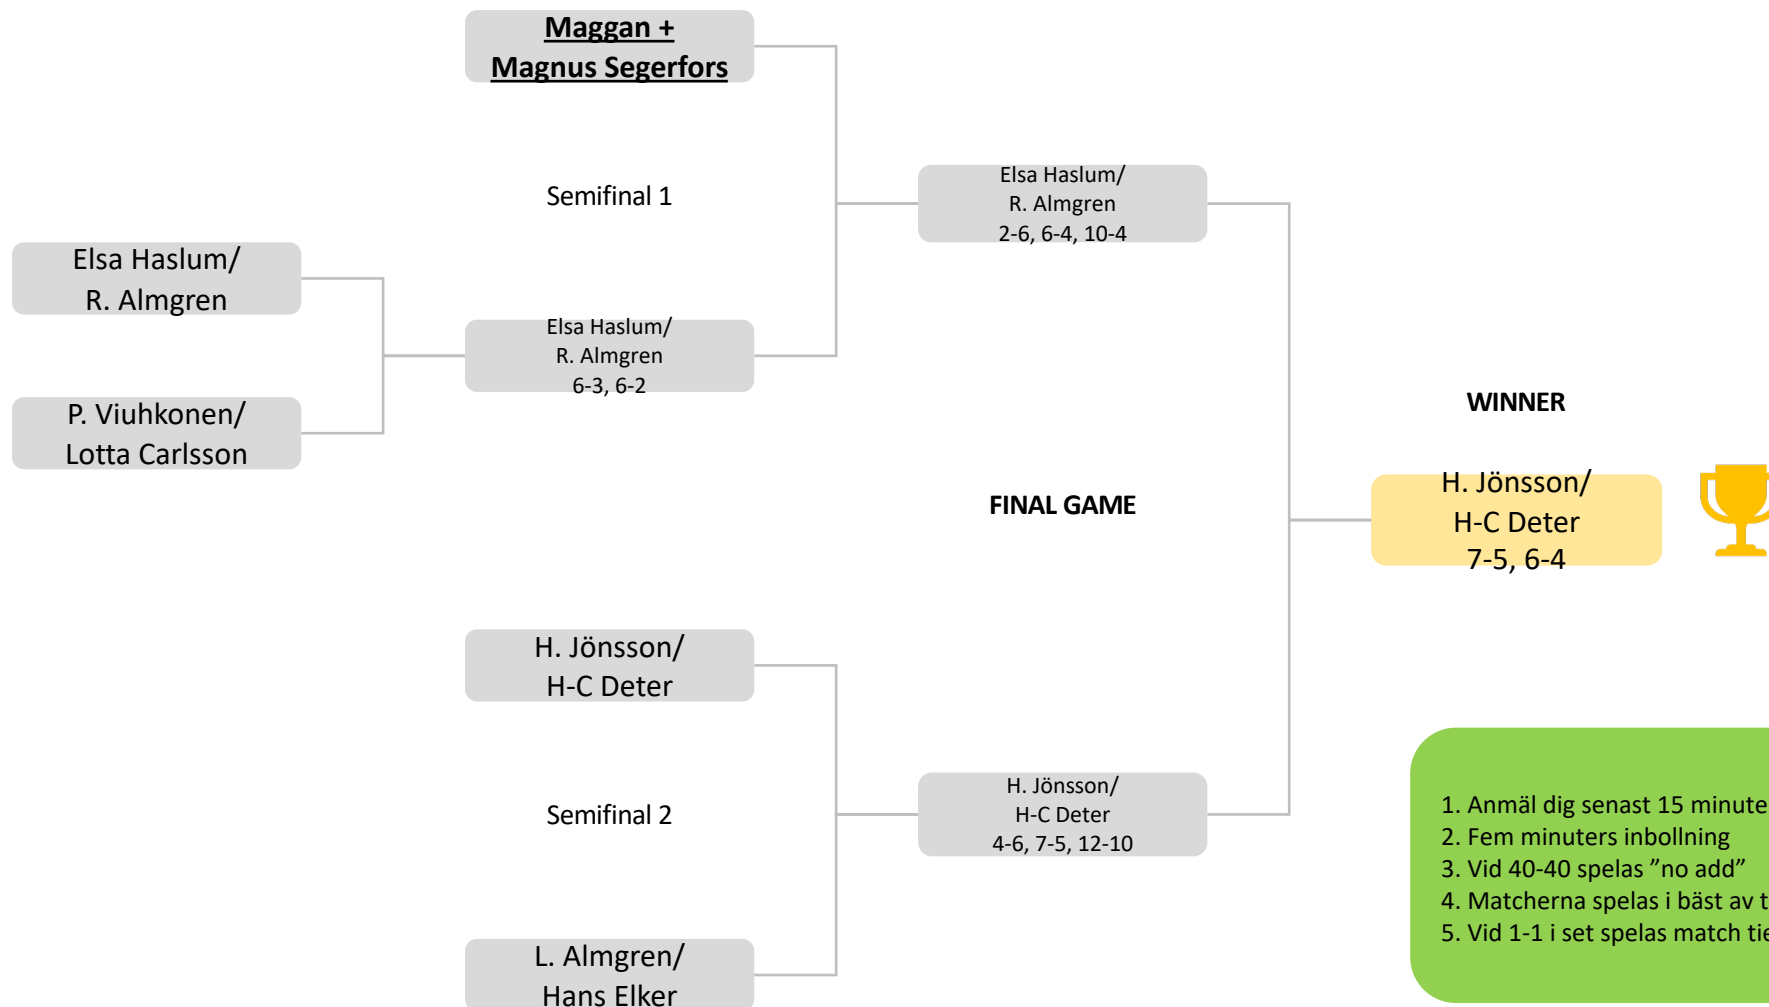 Maggan +
Magnus Segerfors
Semifinal 1
Elsa Haslum/
R. Almgren
2-6, 6-4, 10-4
Elsa Haslum/
R. Almgren
Elsa Haslum/
R. Almgren
6-3, 6-2
P. Viuhkonen/
Lotta Carlsson
WINNER
H. Jönsson/
H-C Deter
7-5, 6-4
FINAL GAME
H. Jönsson/
H-C Deter
Semifinal 2
H. Jönsson/
H-C Deter
4-6, 7-5, 12-10
L. Almgren/
Hans Elker
1. Anmäl dig senast 15 minute
2. Fem minuters inbollning
3. Vid 40-40 spelas ”no add”
4. Matcherna spelas i bäst av t
5. Vid 1-1 i set spelas match tie